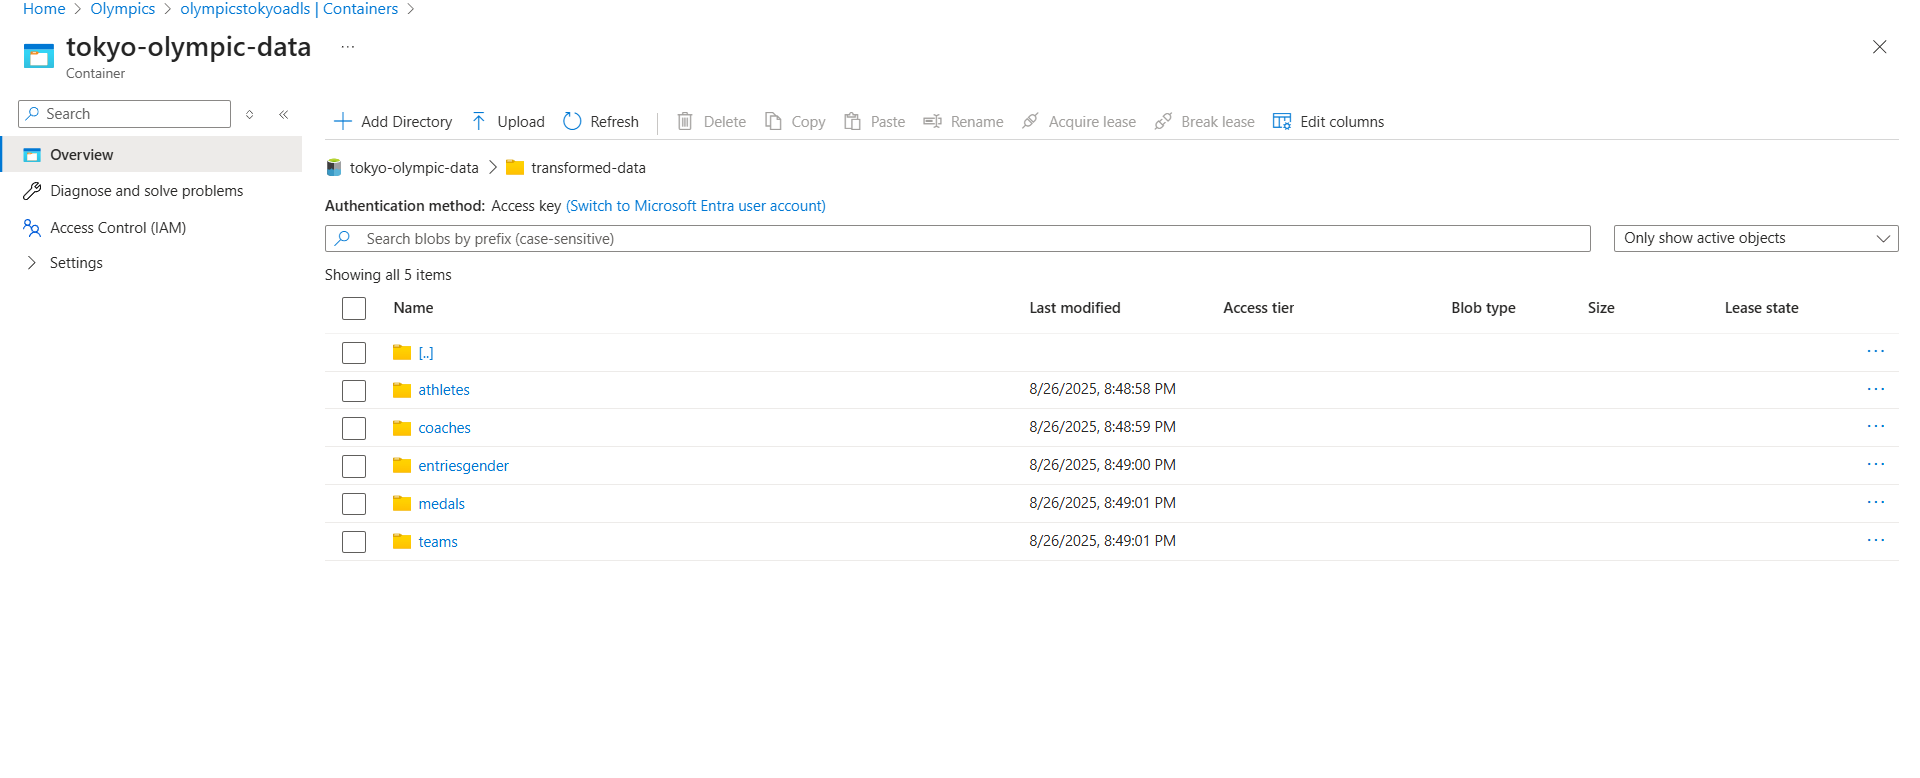 Home > Olympics > olympicstokyoadls | Containers >
tokyo-olympic-data ...
Container
Search
Overview
Diagnose and solve problems
Access Control (IAM)
Settings
Add Directory Upload Refresh Delete Copy Paste Rename Acquire lease Break lease Edit columns
tokyo-olympic-data > transformed-data
Authentication method: Access key (Switch to Microsoft Entra user account)
Search blobs by prefix (case-sensitive) Only show active objects
Showing all 5 items
Name Last modified Access tier Blob type Size Lease state
[..] ...
athletes 8/26/2025, 8:48:58 PM ...
coaches 8/26/2025, 8:48:59 PM ...
entriesgender 8/26/2025, 8:49:00 PM ...
medals 8/26/2025, 8:49:01 PM ...
teams 8/26/2025, 8:49:01 PM ...